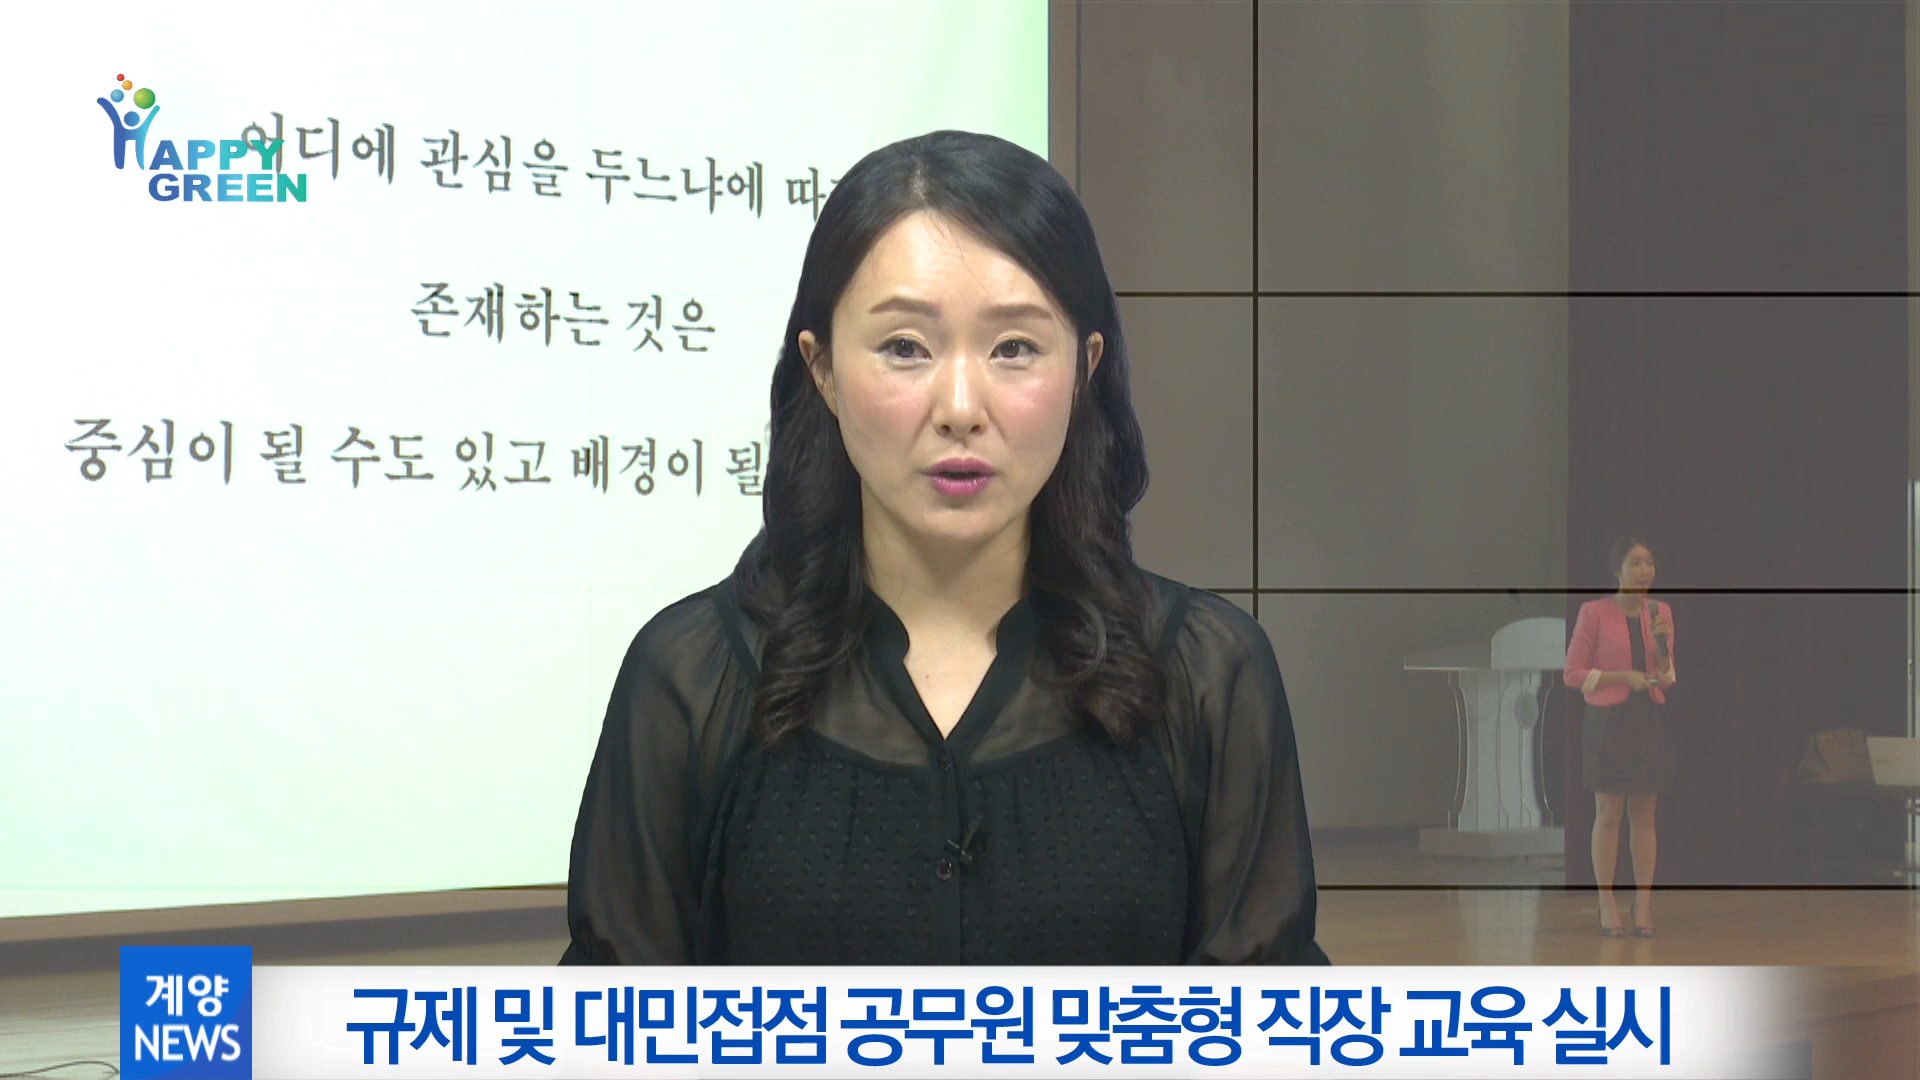 HAPPY
GREEN
어디에 관심을 두느냐에
존재하는 것은
중심이 될 수도 있고 배경이 될
계양
NEWS
규제 및 대민접점 공무원 맞춤형 직장 교육 실시